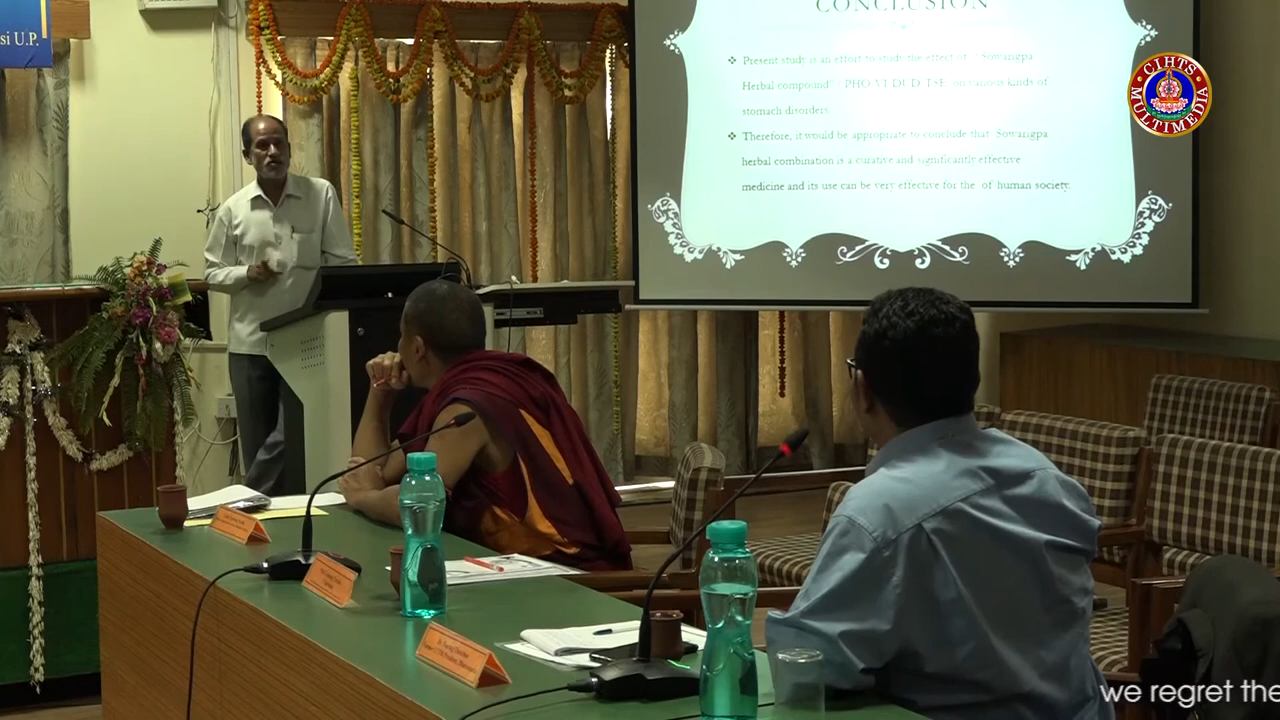 si U.P.
CONCLUSION
❖ Present study is an effort to study the effect of " Sowangpa
Herbal compound" PHO YI DUD TSE on various kinds of
stomach disorders.
❖ Therefore, it would be appropriate to conclude that Sowangpa
herbal combination is a curative and significantly effective
medicine and its use can be very effective for the of human society.
CIHTS
MULTIMEDIA
we regret the